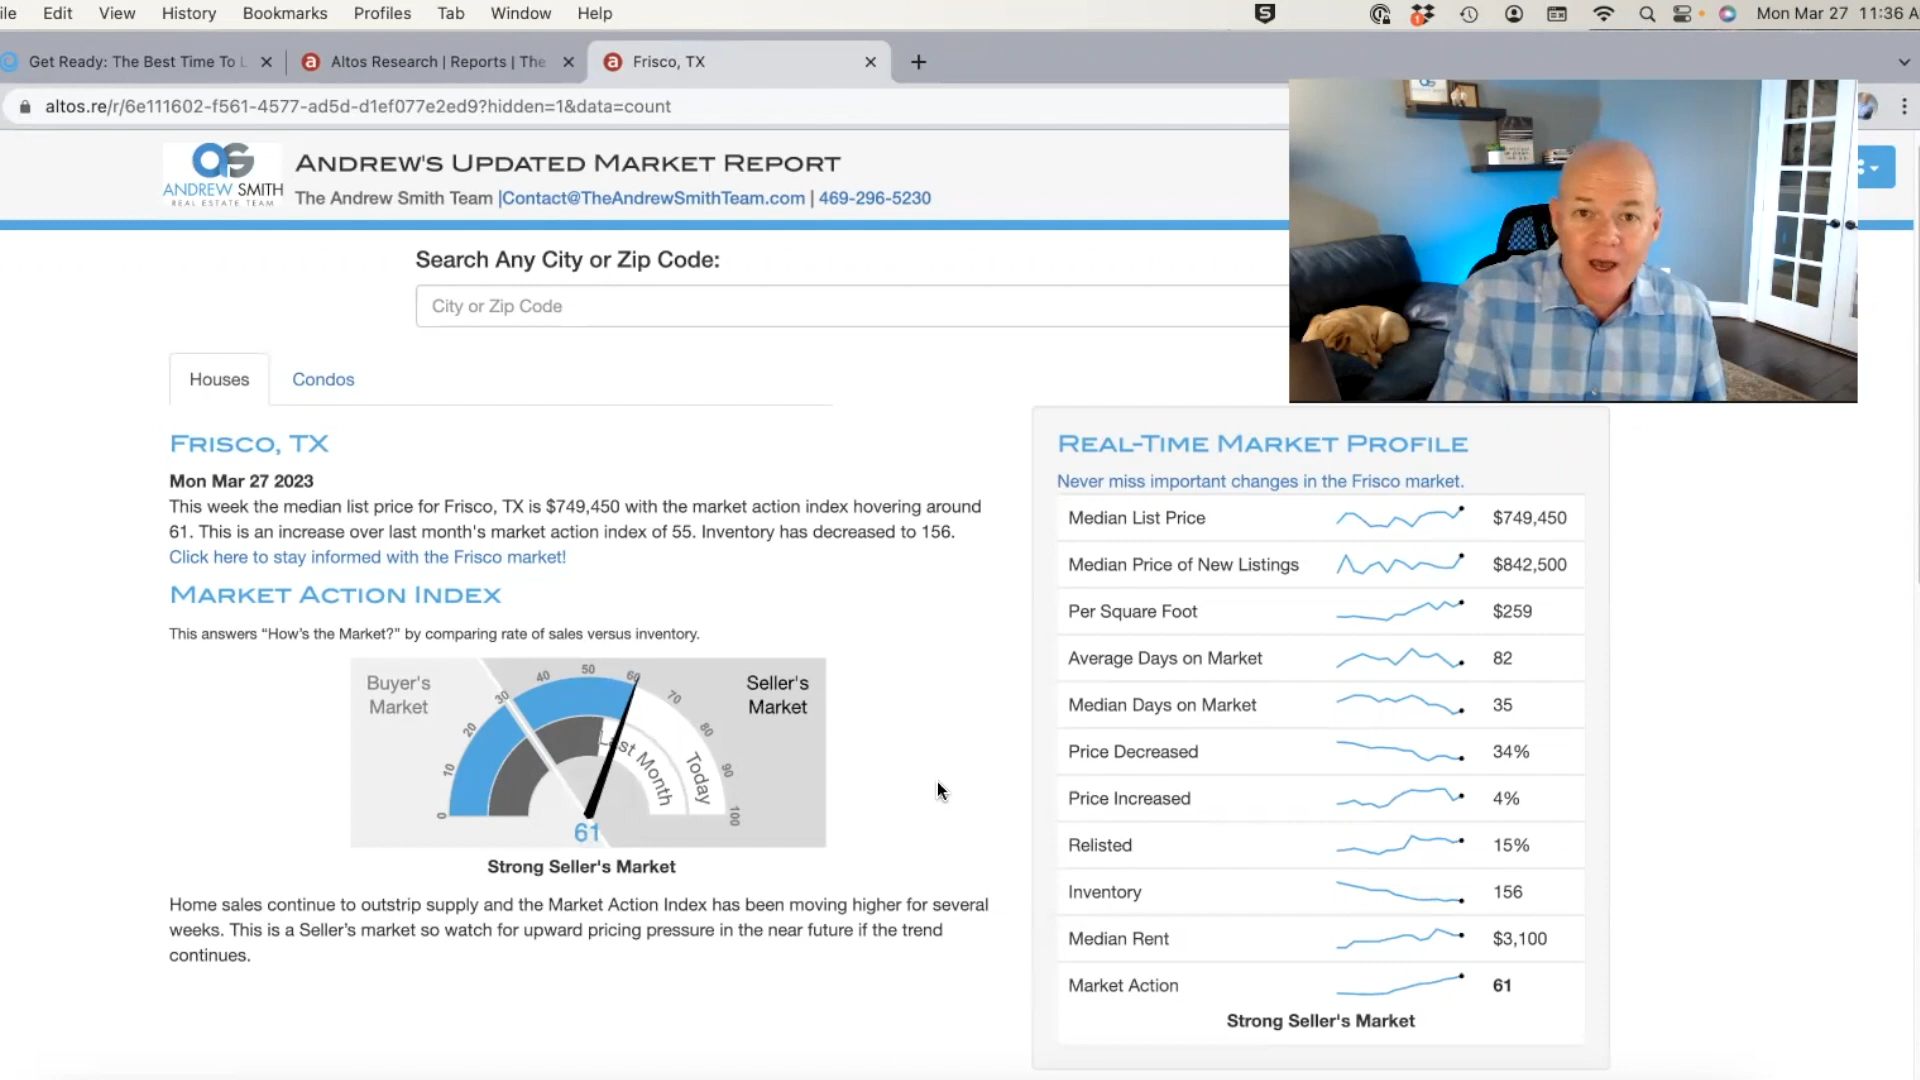 ile Edit View History Bookmarks Profiles Tab Window Help
S
1
Mon Mar 27 11:36 A
Get Ready: The Best Time To L
a Altos Research | Reports | The
a Frisco, TX
altos.re/r/6e111602-f561-4577-ad5d-d1ef077e2ed9?hidden=1&data=count
as
ANDREW SMITH
REAL ESTATE TEAM
ANDREW'S UPDATED MARKET REPORT
The Andrew Smith Team |Contact@TheAndrewSmithTeam.com | 469-296-5230
Search Any City or Zip Code:
City or Zip Code
Houses Condos
FRISCO, TX
Mon Mar 27 2023
This week the median list price for Frisco, TX is $749,450 with the market action index hovering around
61. This is an increase over last month's market action index of 55. Inventory has decreased to 156.
Click here to stay informed with the Frisco market!
MARKET ACTION INDEX
This answers “How’s the Market?” by comparing rate of sales versus inventory.
Buyer's
Market
Seller's
Market
0 10 20 30 40 50 60 70 80 90 100
Last Month
Today
61
Strong Seller's Market
Home sales continue to outstrip supply and the Market Action Index has been moving higher for several
weeks. This is a Seller’s market so watch for upward pricing pressure in the near future if the trend
continues.
REAL-TIME MARKET PROFILE
Never miss important changes in the Frisco market.
Median List Price $749,450
Median Price of New Listings $842,500
Per Square Foot $259
Average Days on Market 82
Median Days on Market 35
Price Decreased 34%
Price Increased 4%
Relisted 15%
Inventory 156
Median Rent $3,100
Market Action 61
Strong Seller's Market